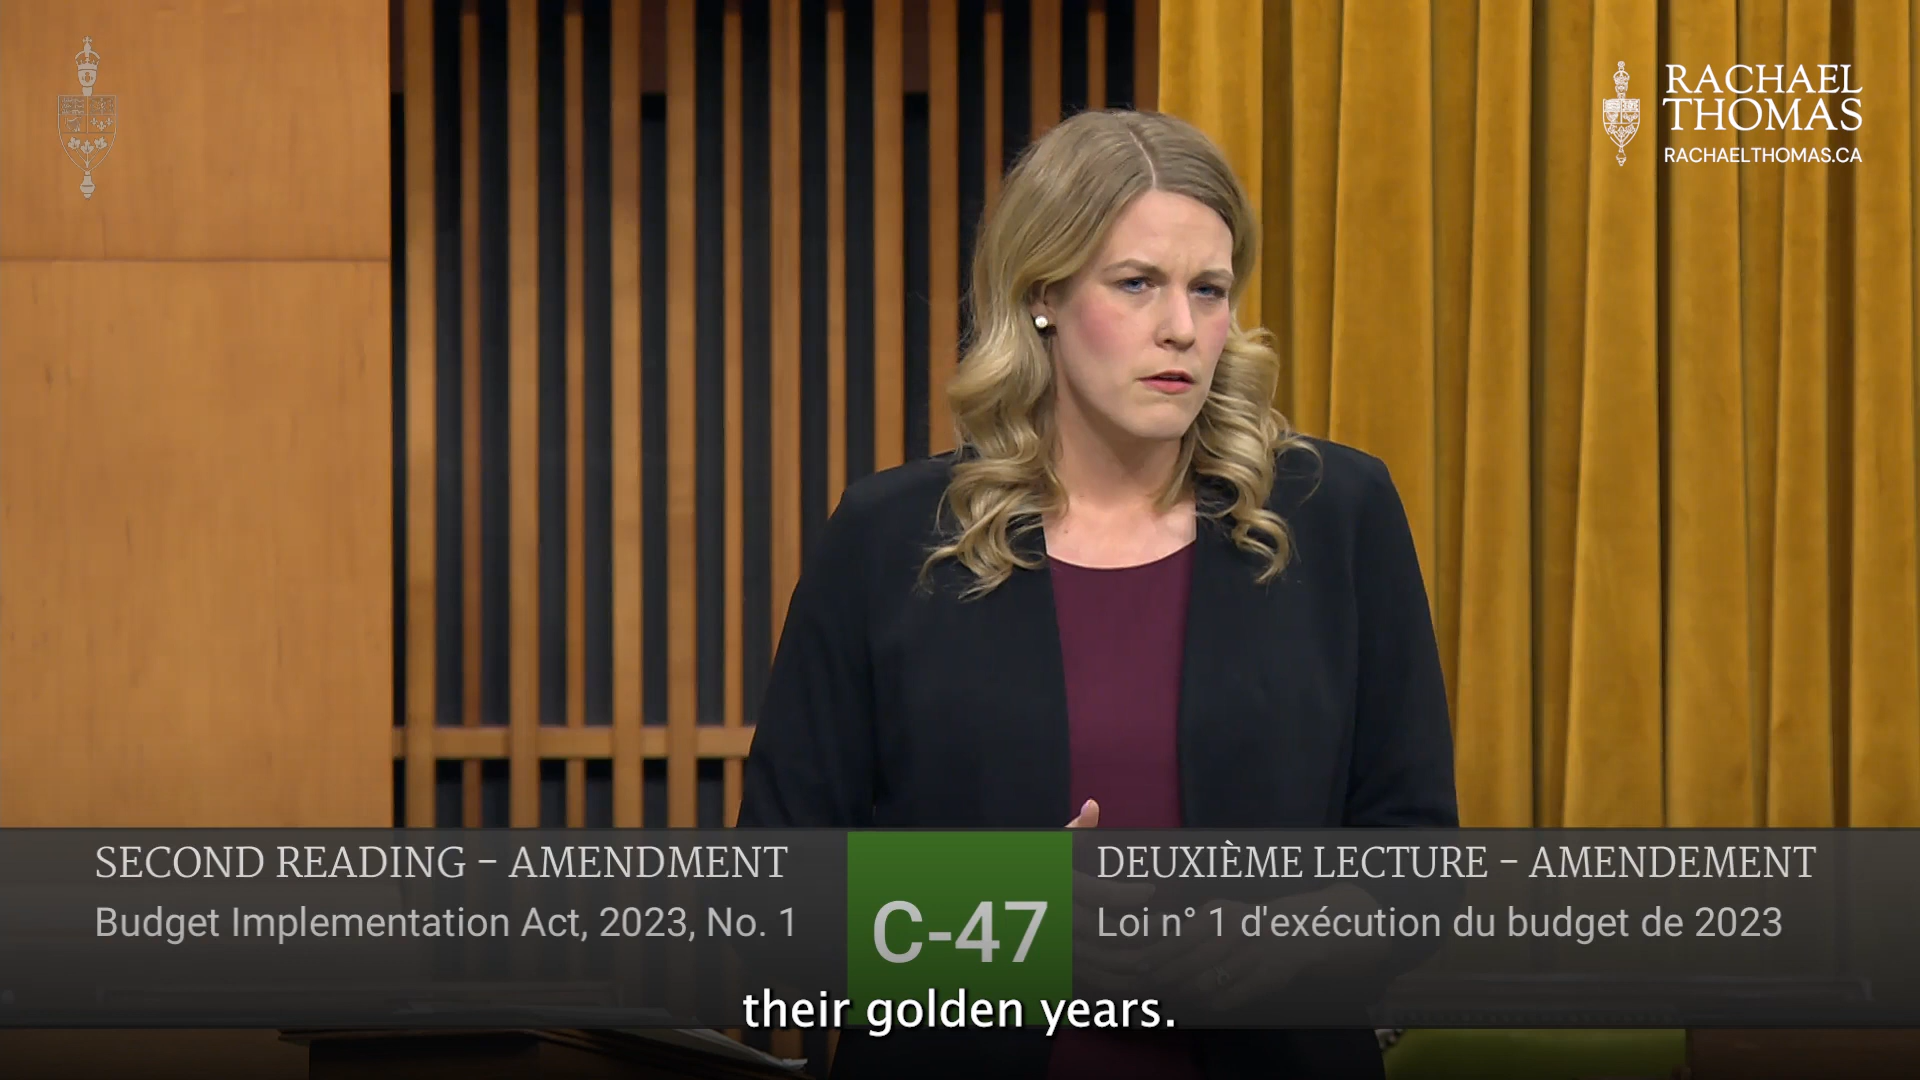 RACHAEL
THOMAS
RACHAELTHOMAS.CA
SECOND READING – AMENDMENT
Budget Implementation Act, 2023, No. 1
C-47
DEUXIÈME LECTURE – AMENDEMENT
Loi n° 1 d'exécution du budget de 2023
their golden years.